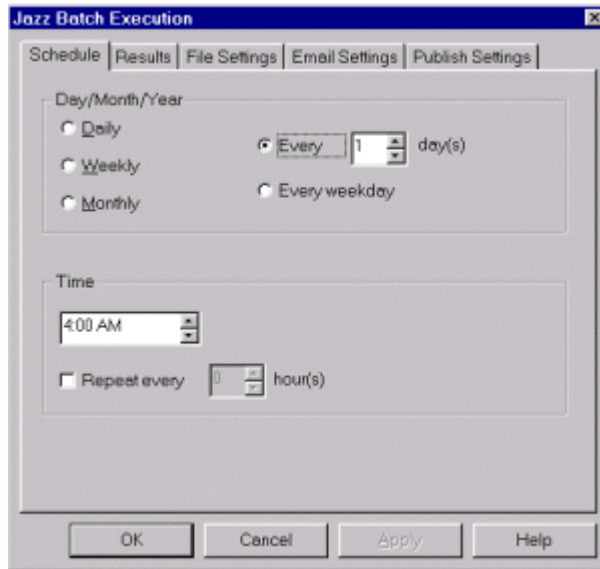 Jazz Batch Execution
Schedule Results File Settings Email Settings Publish Settings
Day/Month/Year
Daily
Every 1 day(s)
Weekly
Every weekday
Monthly
Time
4:00 AM
Repeat every 0 hour(s)
OK Cancel Apply Help